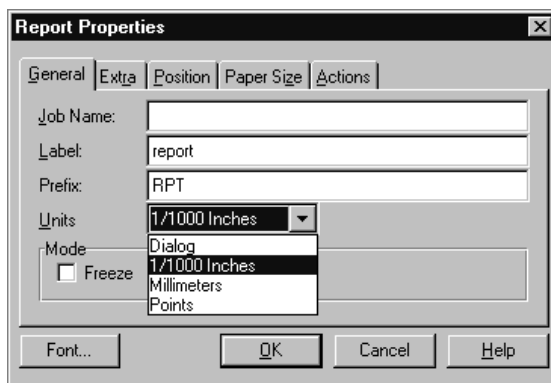 Report Properties
General Extra Position Paper Size Actions
Job Name:
Label: report
Prefix: RPT
Units 1/1000 Inches
Mode Dialog
Freeze 1/1000 Inches
Millimeters
Points
Font... OK Cancel Help